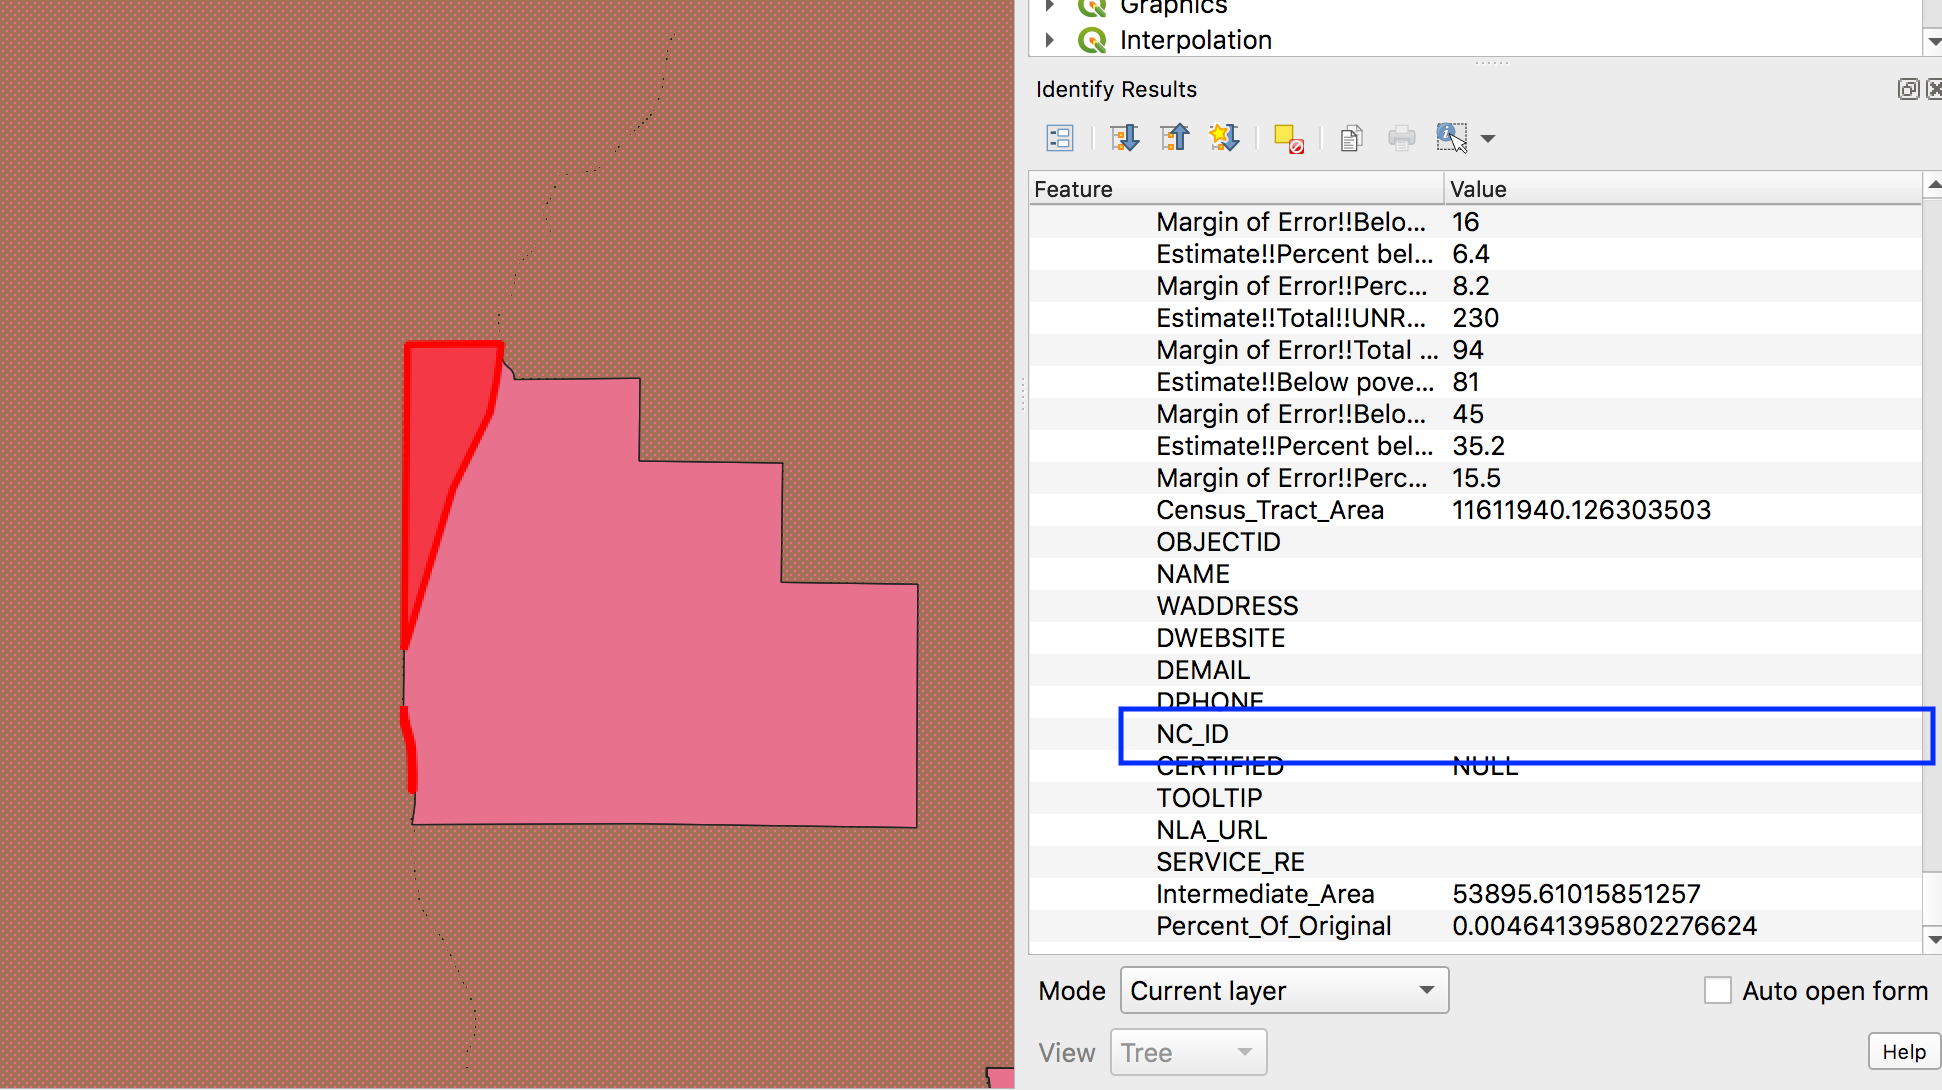 Graphics
Interpolation
Identify Results
Feature Value
Margin of Error!!Belo... 16
Estimate!!Percent bel... 6.4
Margin of Error!!Perc... 8.2
Estimate!!Total!!UNR... 230
Margin of Error!!Total ... 94
Estimate!!Below pove... 81
Margin of Error!!Belo... 45
Estimate!!Percent bel... 35.2
Margin of Error!!Perc... 15.5
Census_Tract_Area 11611940.126303503
OBJECTID
NAME
WADDRESS
DWEBSITE
DEMAIL
DPHONE
NC_ID
CERTIFIED NULL
TOOLTIP
NLA_URL
SERVICE_RE
Intermediate_Area 53895.61015851257
Percent_Of_Original 0.004641395802276624
Mode Current layer Auto open form
View Tree Help